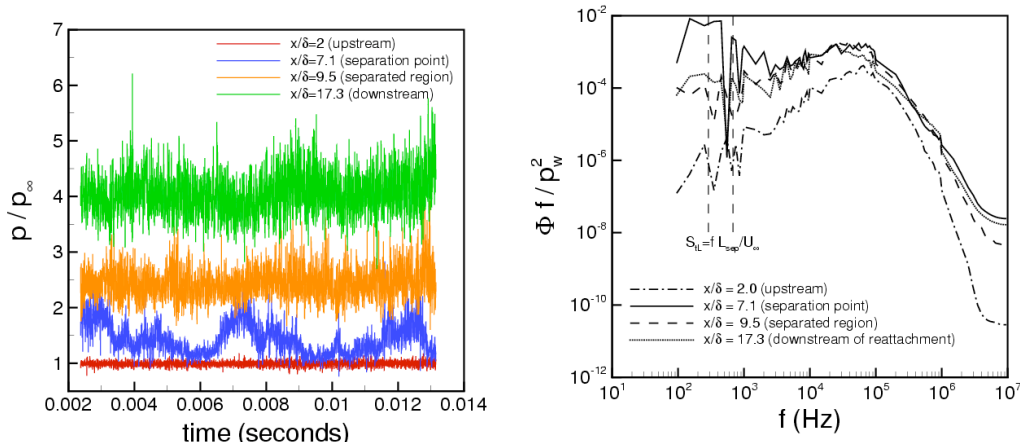 7
6
5
4
3
2
1
p / p∞
x/δ=2 (upstream)
x/δ=7.1 (separation point)
x/δ=9.5 (separated region)
x/δ=17.3 (downstream)
0.002 0.004 0.006 0.008 0.01 0.012 0.014
time (seconds)
10⁻²
10⁻⁴
10⁻⁶
10⁻⁸
10⁻¹⁰
10⁻¹²
Φ f / p²w
StL=f Lsep/U∞
x/δ = 2.0 (upstream)
x/δ = 7.1 (separation point)
x/δ = 9.5 (separated region)
x/δ = 17.3 (downstream of reattachment)
10¹ 10² 10³ 10⁴ 10⁵ 10⁶ 10⁷
f (Hz)